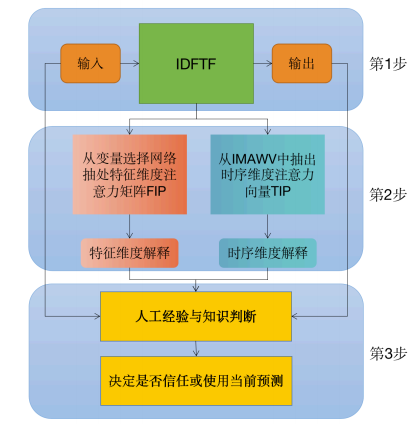 输入
IDFTF
输出
第1步
从变量选择网络
抽处特征维度注
意力矩阵FIP
从IMAWV中抽出
时序维度注意力
向量TIP
第2步
特征维度解释
时序维度解释
人工经验与知识判断
第3步
决定是否信任或使用当前预测